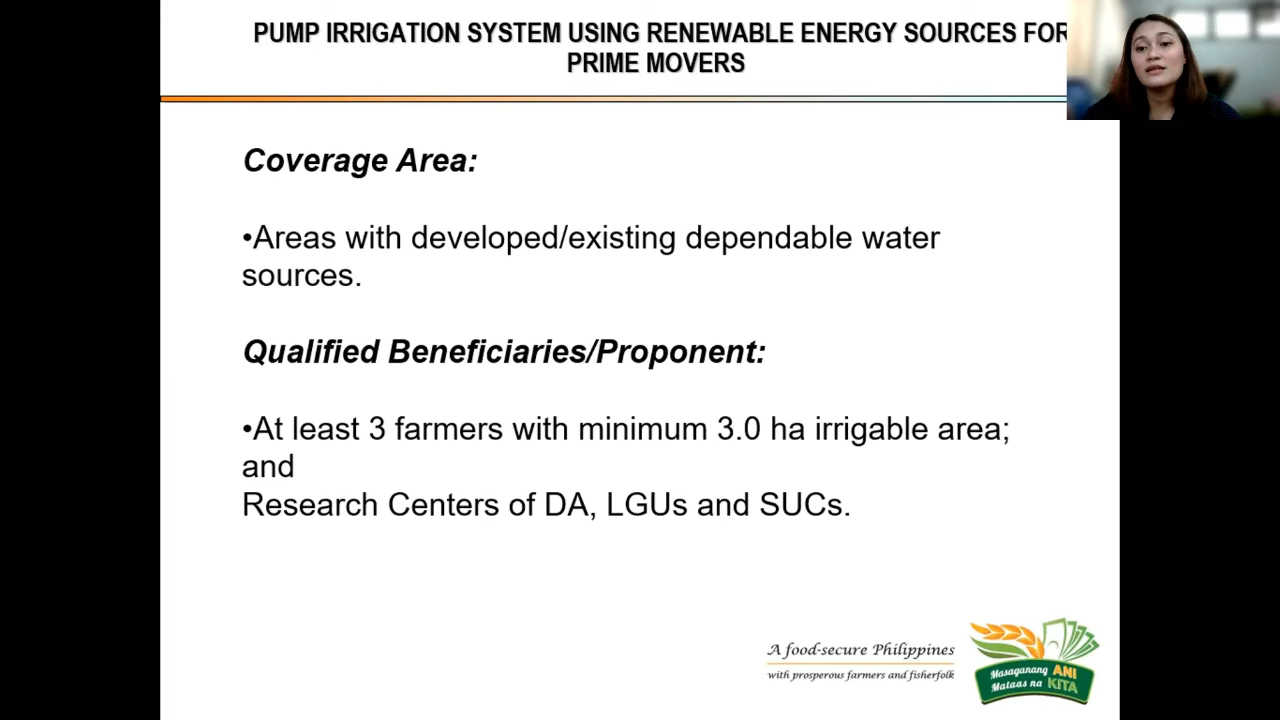 PUMP IRRIGATION SYSTEM USING RENEWABLE ENERGY SOURCES FOR
PRIME MOVERS
Coverage Area:
•Areas with developed/existing dependable water
sources.
Qualified Beneficiaries/Proponent:
•At least 3 farmers with minimum 3.0 ha irrigable area;
and
Research Centers of DA, LGUs and SUCs.
A food-secure Philippines
with prosperous farmers and fisherfolk
Masaganang ANI
Mataas na KITA